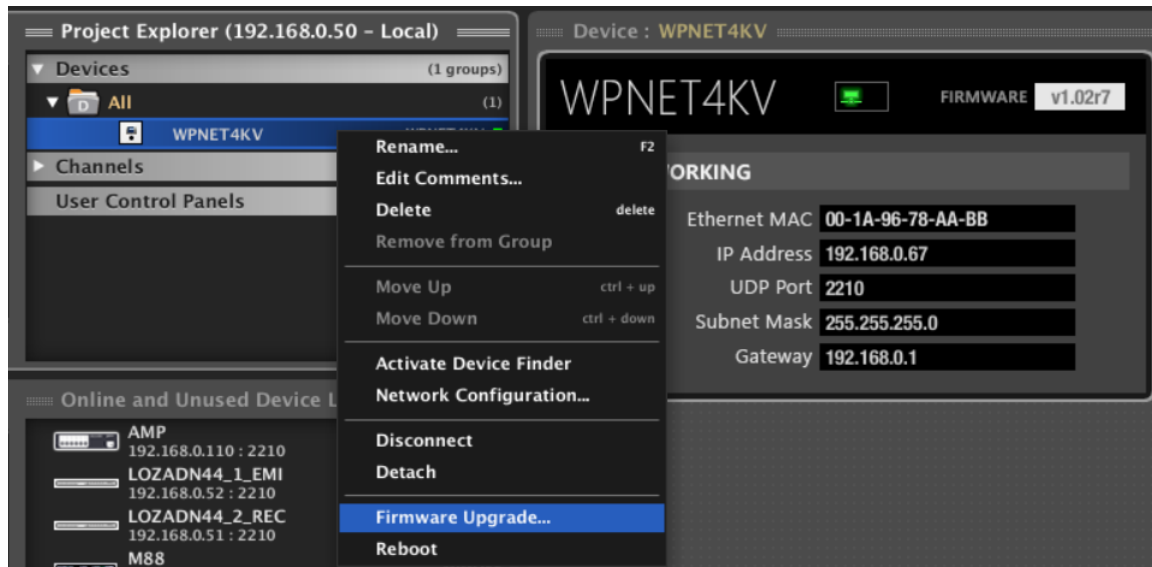 Project Explorer (192.168.0.50 – Local)
Devices (1 groups)
D All (1)
WPNET4KV
Channels
User Control Panels
Rename... F2
Edit Comments...
Delete delete
Remove from Group
Move Up ctrl + up
Move Down ctrl + down
Activate Device Finder
Network Configuration...
Disconnect
Detach
Firmware Upgrade...
Reboot
Online and Unused Device L
AMP
192.168.0.110 : 2210
LOZADN44_1_EMI
192.168.0.52 : 2210
LOZADN44_2_REC
192.168.0.51 : 2210
M88
Device : WPNET4KV
WPNET4KV FIRMWARE v1.02r7
ORKING
Ethernet MAC 00-1A-96-78-AA-BB
IP Address 192.168.0.67
UDP Port 2210
Subnet Mask 255.255.255.0
Gateway 192.168.0.1